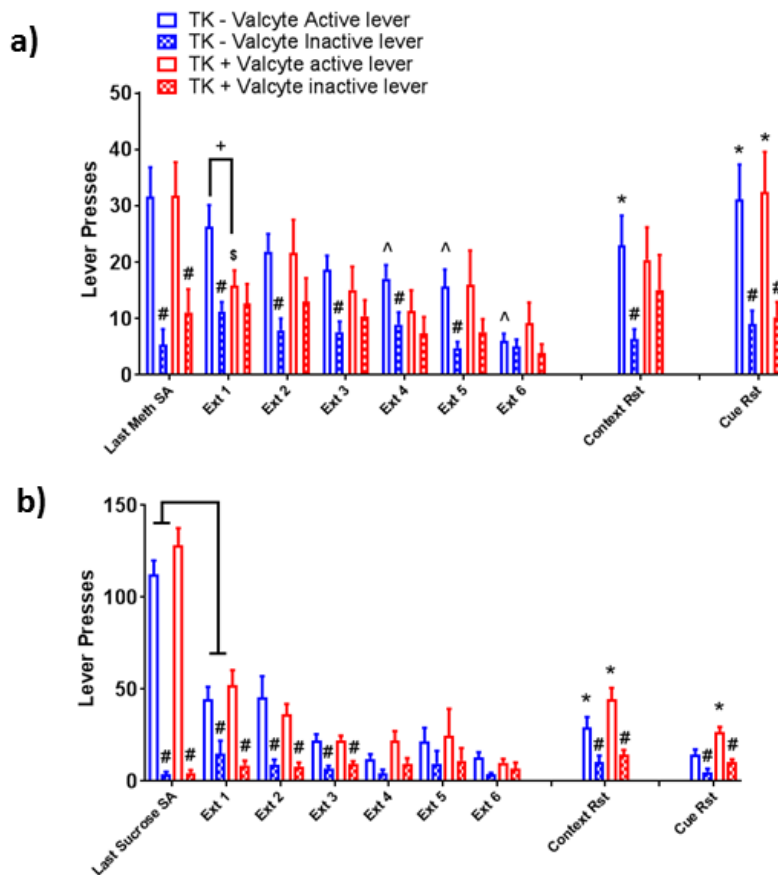 a)
TK - Valcyte Active lever
TK - Valcyte Inactive lever
TK + Valcyte active lever
TK + Valcyte inactive lever
Lever Presses
50
40
30
20
10
0
+
$
# # # # # # # # # #
^ ^ ^
* * *
Last Meth SA
Ext 1
Ext 2
Ext 3
Ext 4
Ext 5
Ext 6
Context Rst
Cue Rst
b)
Lever Presses
150
100
50
0
# # # # # # # # # # # #
* * *
Last Sucrose SA
Ext 1
Ext 2
Ext 3
Ext 4
Ext 5
Ext 6
Context Rst
Cue Rst